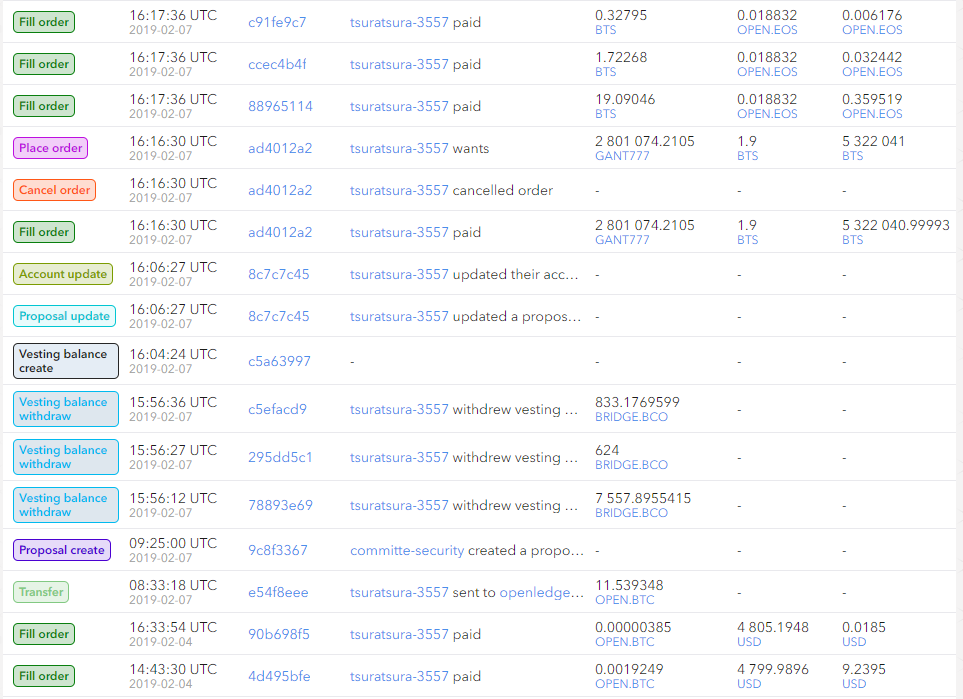 Fill order 16:17:36 UTC c91fe9c7 tsuratsura-3557 paid 0.32795 0.018832 0.006176
2019-02-07 BTS OPEN.EOS OPEN.EOS
Fill order 16:17:36 UTC ccec4b4f tsuratsura-3557 paid 1.72268 0.018832 0.032442
2019-02-07 BTS OPEN.EOS OPEN.EOS
Fill order 16:17:36 UTC 88965114 tsuratsura-3557 paid 19.09046 0.018832 0.359519
2019-02-07 BTS OPEN.EOS OPEN.EOS
Place order 16:16:30 UTC ad4012a2 tsuratsura-3557 wants 2 801 074.2105 1.9 5 322 041
2019-02-07 GANT777 BTS BTS
Cancel order 16:16:30 UTC ad4012a2 tsuratsura-3557 cancelled order - - -
2019-02-07
Fill order 16:16:30 UTC ad4012a2 tsuratsura-3557 paid 2 801 074.2105 1.9 5 322 040.99993
2019-02-07 GANT777 BTS BTS
Account update 16:06:27 UTC 8c7c7c45 tsuratsura-3557 updated their acc... - - -
2019-02-07
Proposal update 16:06:27 UTC 8c7c7c45 tsuratsura-3557 updated a propos... - - -
2019-02-07
Vesting balance 16:04:24 UTC c5a63997 - - - -
create 2019-02-07
Vesting balance 15:56:36 UTC c5efacd9 tsuratsura-3557 withdrew vesting ... 833.1769599 - -
withdraw 2019-02-07 BRIDGE.BCO
Vesting balance 15:56:27 UTC 295dd5c1 tsuratsura-3557 withdrew vesting ... 624 - -
withdraw 2019-02-07 BRIDGE.BCO
Vesting balance 15:56:12 UTC 78893e69 tsuratsura-3557 withdrew vesting ... 7 557.8955415 - -
withdraw 2019-02-07 BRIDGE.BCO
Proposal create 09:25:00 UTC 9c8f3367 committe-security created a propo... - - -
2019-02-07
Transfer 08:33:18 UTC e54f8eee tsuratsura-3557 sent to openledge... 11.539348 - -
2019-02-07 OPEN.BTC
Fill order 16:33:54 UTC 90b698f5 tsuratsura-3557 paid 0.00000385 4 805.1948 0.0185
2019-02-04 OPEN.BTC USD USD
Fill order 14:43:30 UTC 4d495bfe tsuratsura-3557 paid 0.0019249 4 799.9896 9.2395
2019-02-04 OPEN.BTC USD USD